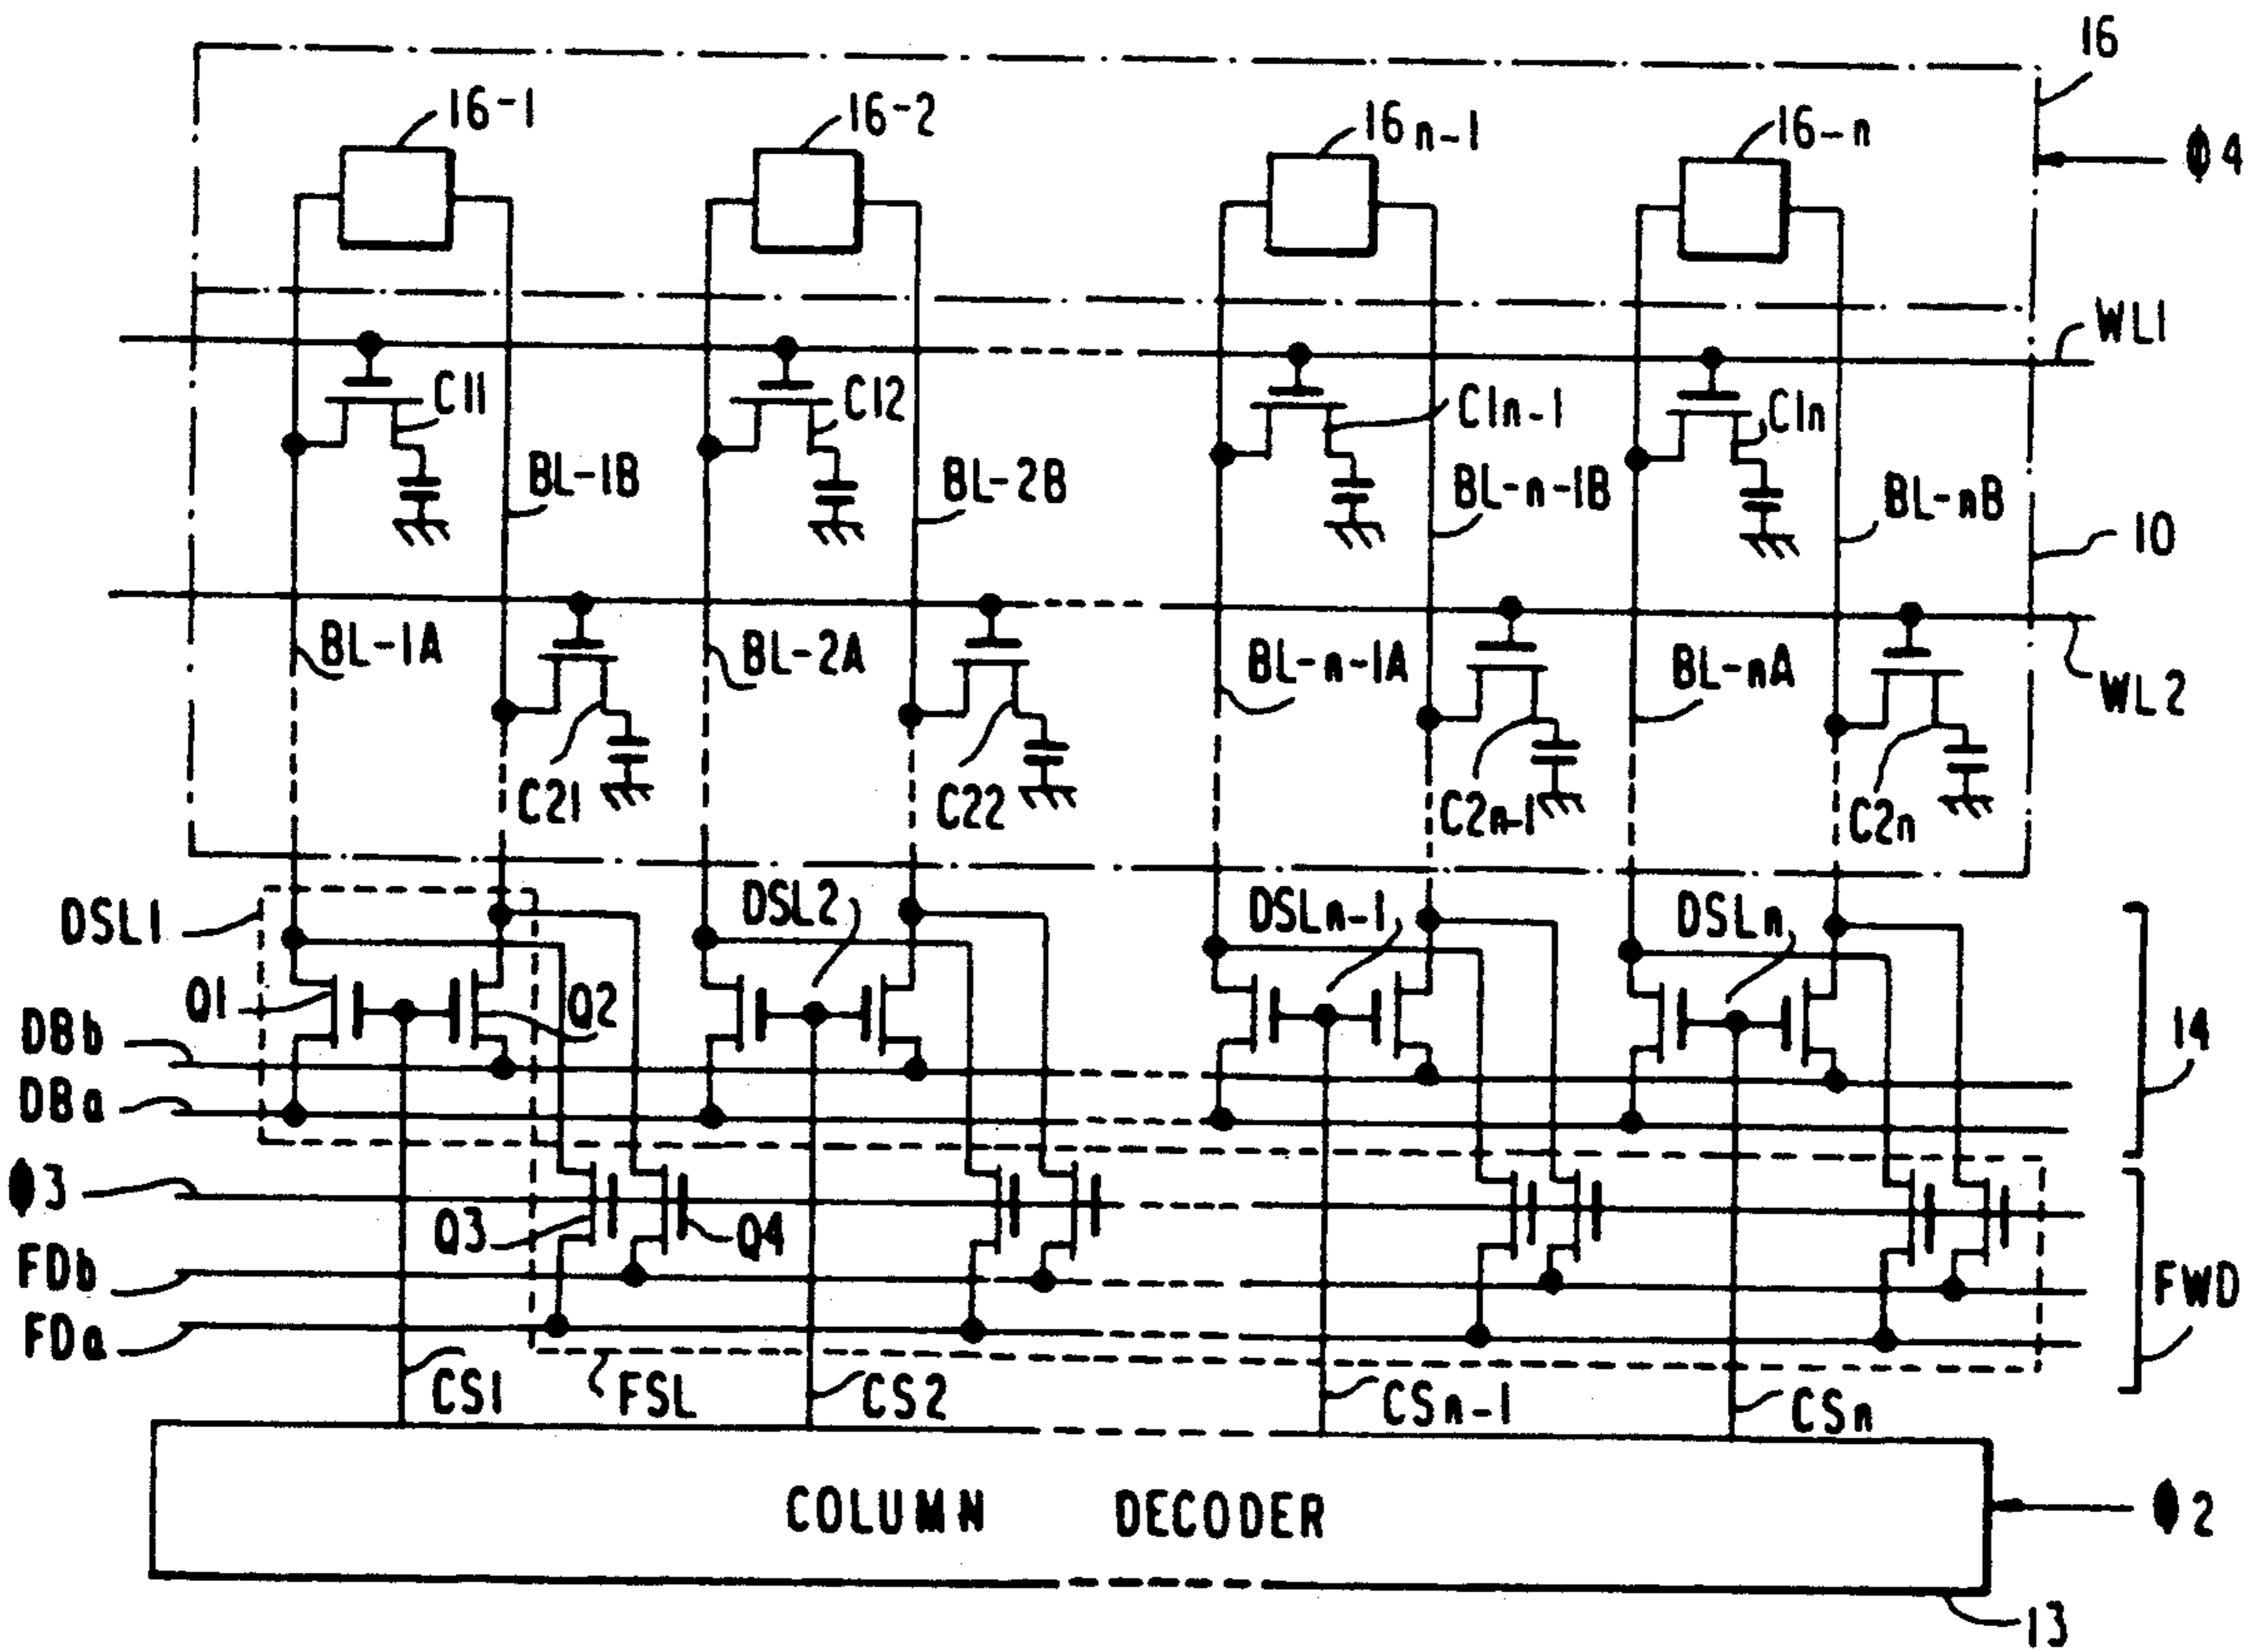 16
16-1
16-2
16n-1
16-n
Φ4
WL1
C11
C12
C1n-1
C1n
BL-1B
BL-2B
BL-n-1B
BL-nB
10
BL-1A
BL-2A
BL-n-1A
BL-nA
WL2
C21
C22
C2n-1
C2n
DSL1
DSL2
DSLn-1
DSLn
Q1
Q2
DBb
14
DBa
Φ3
Q3
Q4
FDb
FWD
FDa
CS1
FSL
CS2
CSn-1
CSn
COLUMN DECODER
Φ2
13